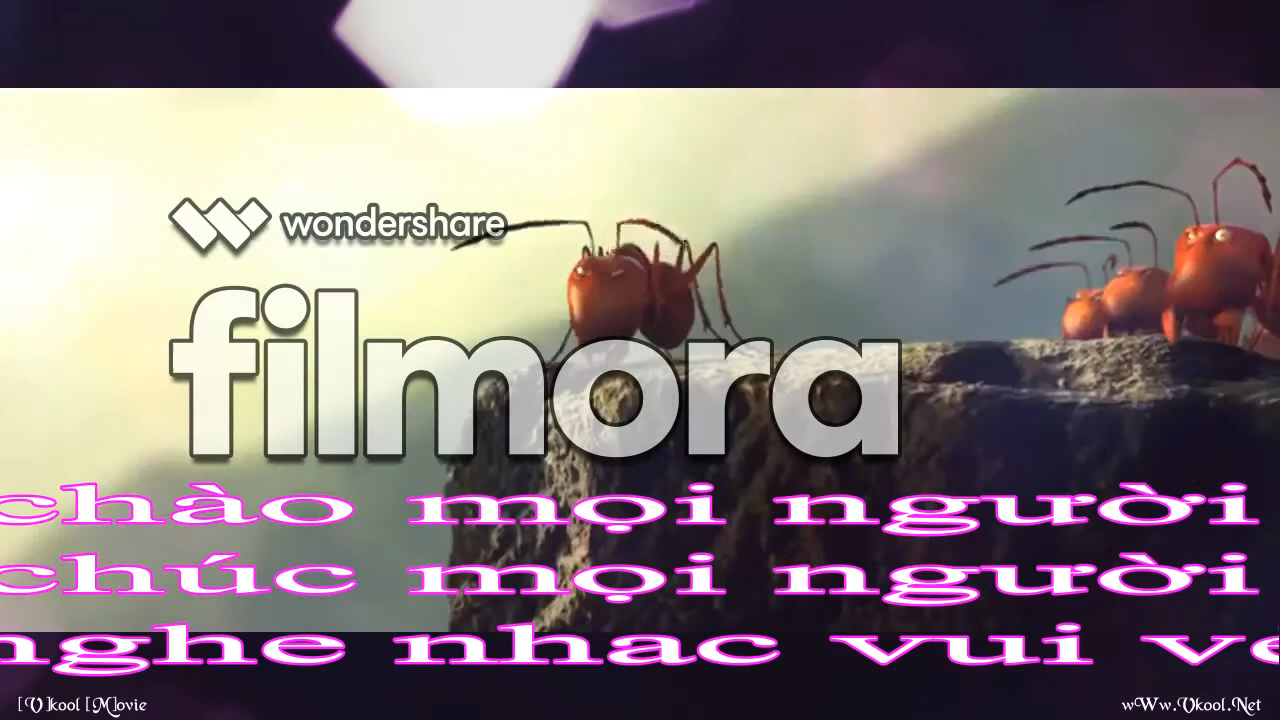 wondershare
filmora
chào mọi người
chúc mọi người
nghe nhac vui
[V]kool [M]ovie
wWw.Vkool.Net